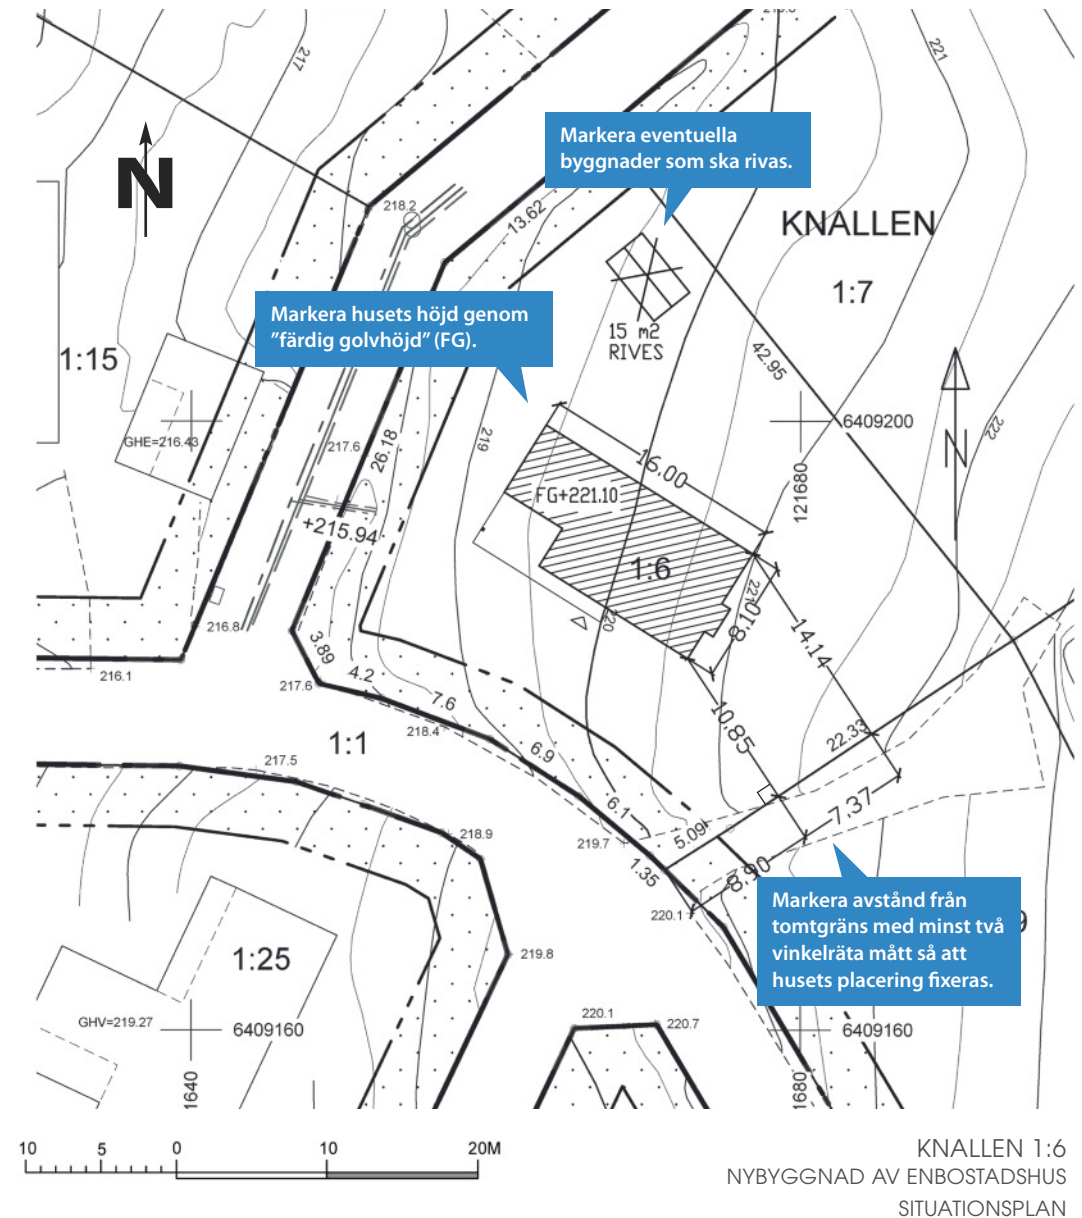 217
221
218.2
N
13.62
Markera eventuella
byggnader som ska rivas.
KNALLEN
1:7
Markera husets höjd genom
”färdig golvhöjd” (FG).
15 m2
RIVES
1:15
42.95
GHE=216.43
217.6
26.18
219
16.00
6409200
222
N
FG+221.10
121680
+215.94
1:6
221
8.10
220
14.14
216.8
3.89
216.1
217.6
4.2
7.6
10.85
218.4
1:1
22.33
217.5
6.9
6.1
7.37
218.9
219.7
5.09
1.35
8.90
220.1
Markera avstånd från
tomtgräns med minst två
vinkelräta mått så att
husets placering fixeras.
9
1:25
219.8
GHV=219.27
6409160
220.1
220.7
6409160
1640
1680
10 5 0 10 20M
KNALLEN 1:6
NYBYGGNAD AV ENBOSTADSHUS
SITUATIONSPLAN